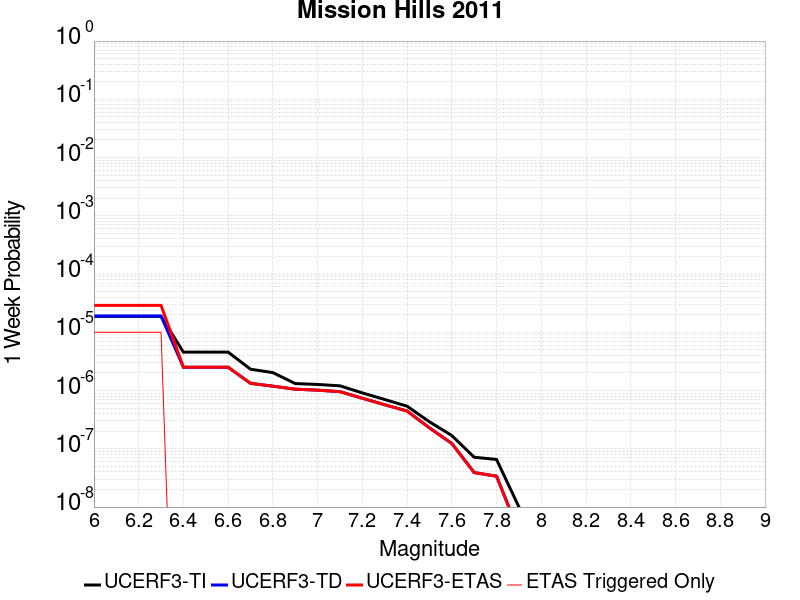 Mission Hills 2011
1 Week Probability
10^0
10^-1
10^-2
10^-3
10^-4
10^-5
10^-6
10^-7
10^-8
6 6.2 6.4 6.6 6.8 7 7.2 7.4 7.6 7.8 8 8.2 8.4 8.6 8.8 9
Magnitude
UCERF3-TI UCERF3-TD UCERF3-ETAS ETAS Triggered Only